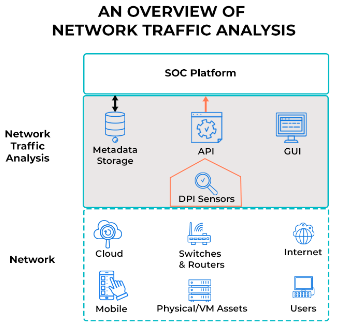 AN OVERVIEW OF
NETWORK TRAFFIC ANALYSIS
SOC Platform
Network
Traffic
Analysis
Metadata
Storage
API
GUI
DPI Sensors
Network
Cloud
Switches
& Routers
Internet
Mobile
Physical/VM Assets
Users